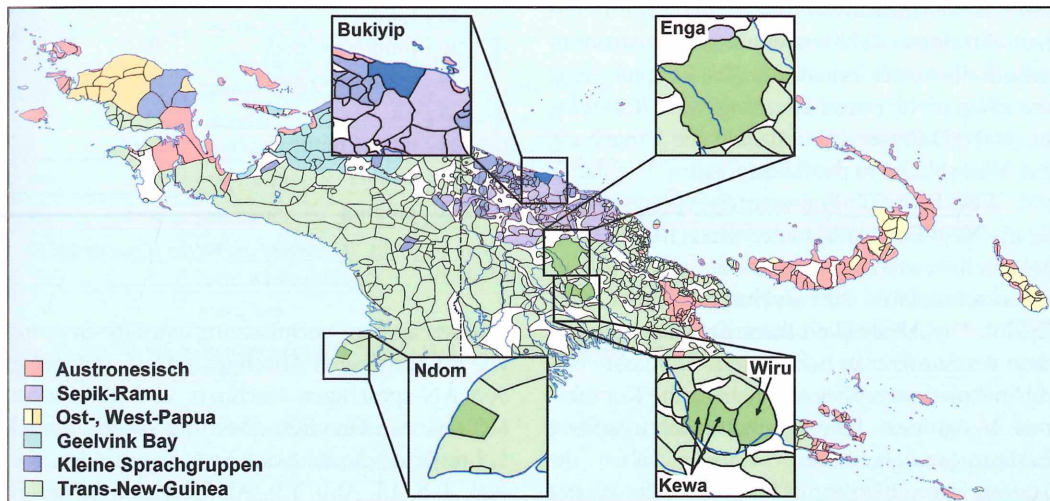 Bukiyip
Enga
Austronesisch
Sepik-Ramu
Ost-, West-Papua
Geelvink Bay
Kleine Sprachgruppen
Trans-New-Guinea
Ndom
Wiru
Kewa